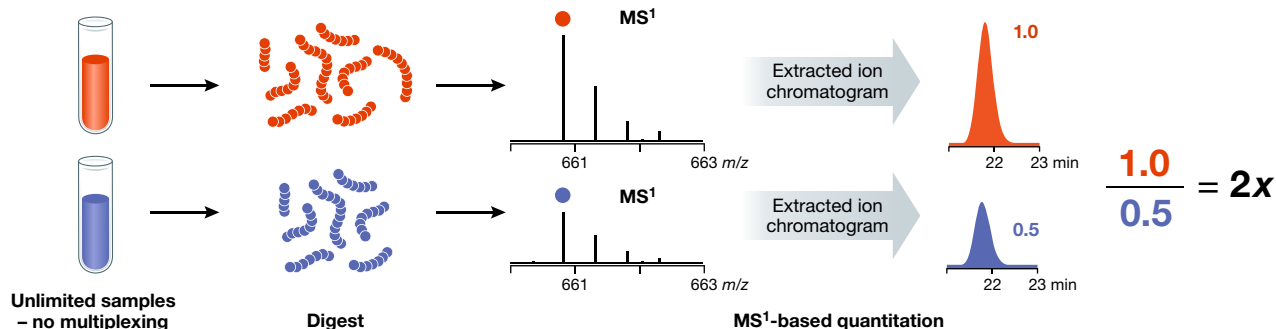 MS¹
Extracted ion
chromatogram
1.0
661
663 m/z
22
23 min
MS¹
Extracted ion
chromatogram
0.5
661
663 m/z
22
23 min
1.0
0.5
= 2x
Unlimited samples
– no multiplexing
Digest
MS¹-based quantitation